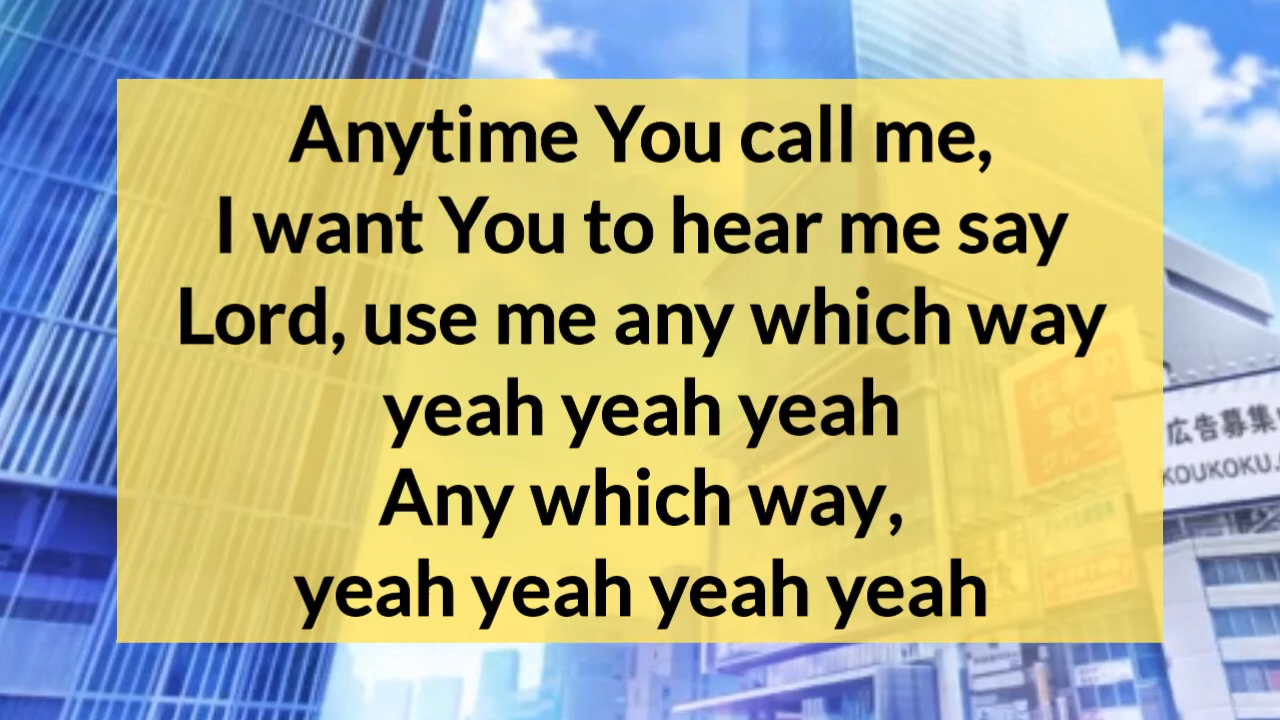 Anytime You call me,
I want You to hear me say
Lord, use me any which way
yeah yeah yeah
Any which way,
yeah yeah yeah yeah
広告募集
KOUKOKU.